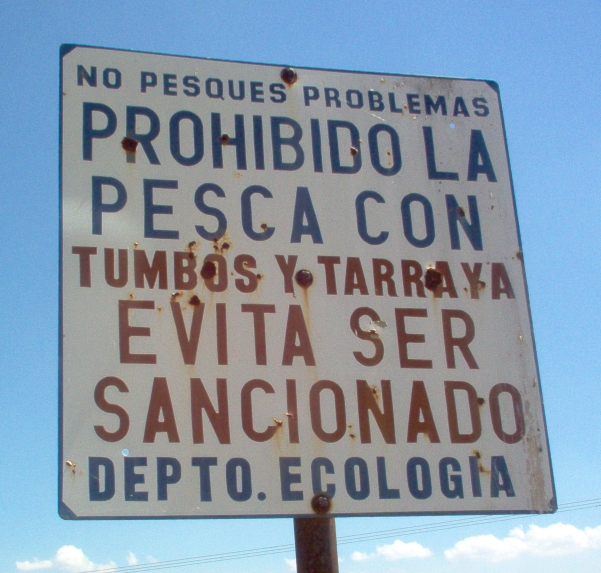 NO PESQUES PROBLEMAS
PROHIBIDO LA
PESCA CON
TUMBOS Y TARRAYA
EVITA SER
SANCIONADO
DEPTO. ECOLOGIA